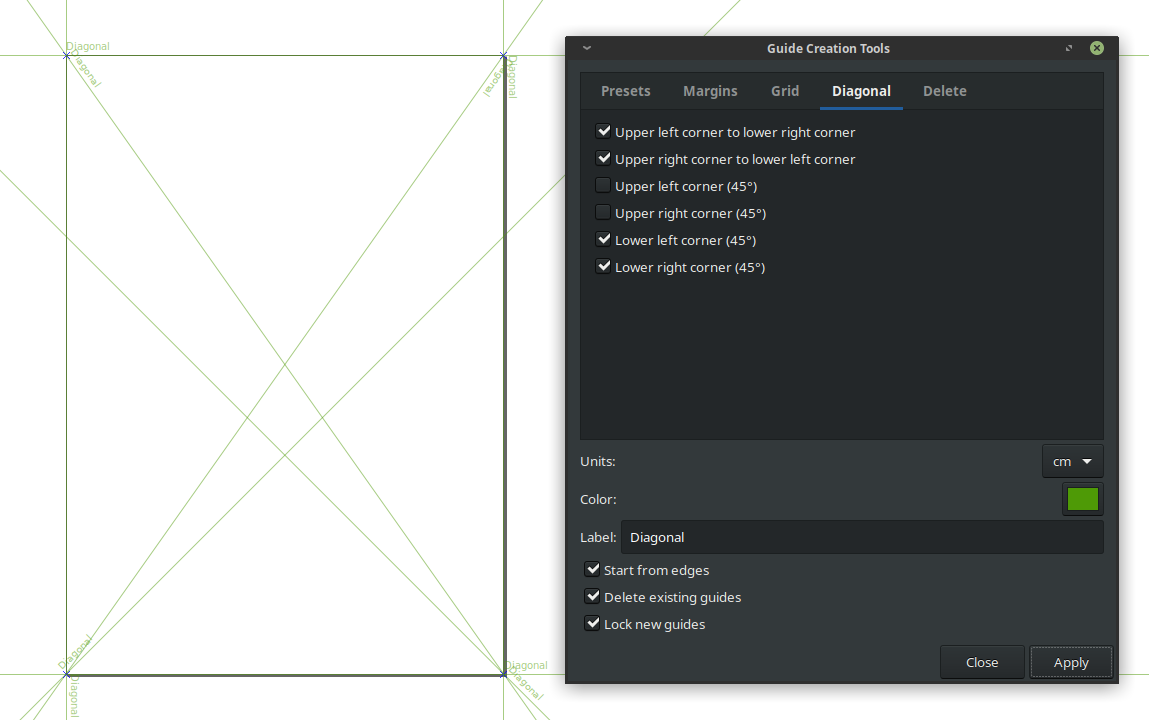 Diagonal
Diagonal
Diagonal
Diagonal
Guide Creation Tools
Presets Margins Grid Diagonal Delete
Upper left corner to lower right corner
Upper right corner to lower left corner
Upper left corner (45°)
Upper right corner (45°)
Lower left corner (45°)
Lower right corner (45°)
Units: cm
Color:
Label: Diagonal
Start from edges
Delete existing guides
Lock new guides
Close Apply
Diagonal
Diagonal
Diagonal
Diagonal